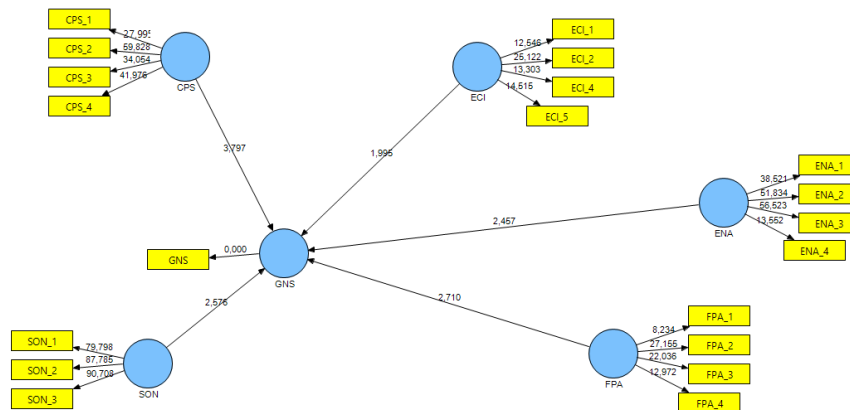 CPS_1
27,995
CPS_2
59,828
CPS_3
34,054
CPS_4
41,976
CPS
ECI_1
12,546
ECI_2
25,122
ECI_4
13,303
ECI_5
14,515
ECI
3,797
1,995
ENA_1
38,521
ENA_2
51,834
ENA_3
56,523
ENA_4
13,552
ENA
2,457
GNS
0,000
GNS
2,710
2,576
FPA_1
8,234
FPA_2
27,155
FPA_3
22,036
FPA_4
12,972
FPA
SON_1
79,798
SON_2
87,785
SON_3
90,708
SON